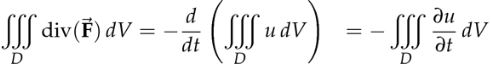 ∭_D div(F⃗) dV = − d/dt (∭_D u dV) = − ∭_D ∂u/∂t dV